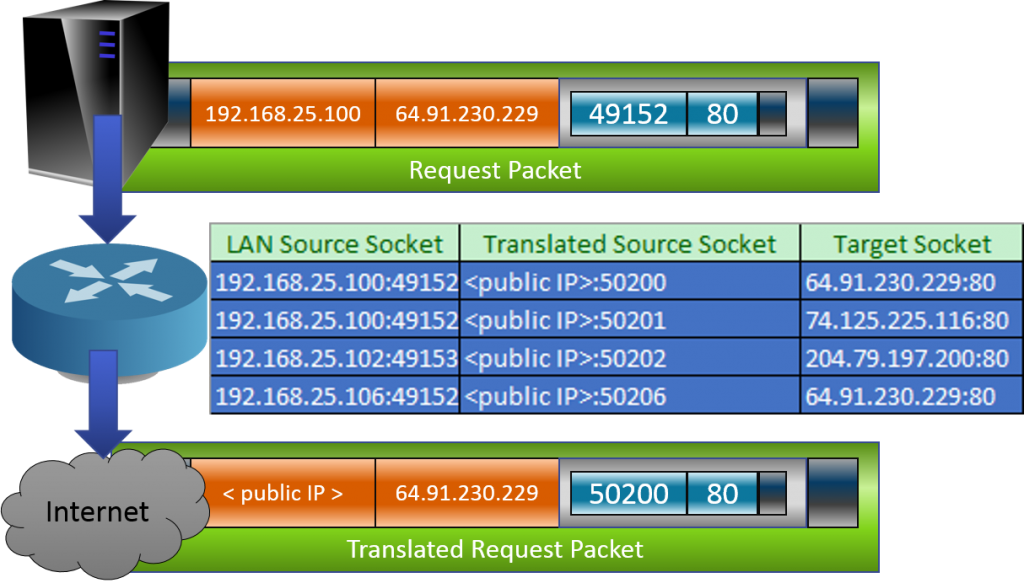 192.168.25.100 64.91.230.229 49152 80
Request Packet
LAN Source Socket Translated Source Socket Target Socket
192.168.25.100:49152 <public IP>:50200 64.91.230.229:80
192.168.25.100:49152 <public IP>:50201 74.125.225.116:80
192.168.25.102:49153 <public IP>:50202 204.79.197.200:80
192.168.25.106:49152 <public IP>:50206 64.91.230.229:80
< public IP > 64.91.230.229 50200 80
Internet
Translated Request Packet